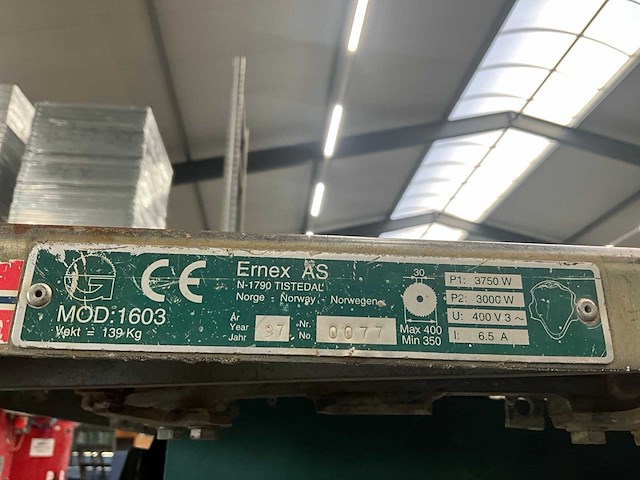 CE
Ernex AS
N-1790 TISTEDAL
Norge - Norway - Norwegen
MOD:1603
Vekt = 139 Kg
År
Year
Jahr
97
Nr.
No.
0077
30
Max 400
Min 350
P1: 3750 W
P2: 3000 W
U: 400 V 3~
I: 6.5 A